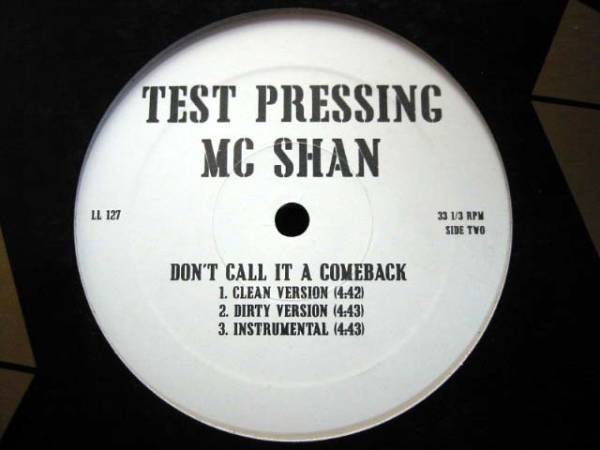 TEST PRESSING
MC SHAN
LL 127
33 1/3 RPM
SIDE TWO
DON'T CALL IT A COMEBACK
1. CLEAN VERSION (4:42)
2. DIRTY VERSION (4:43)
3. INSTRUMENTAL (4:43)